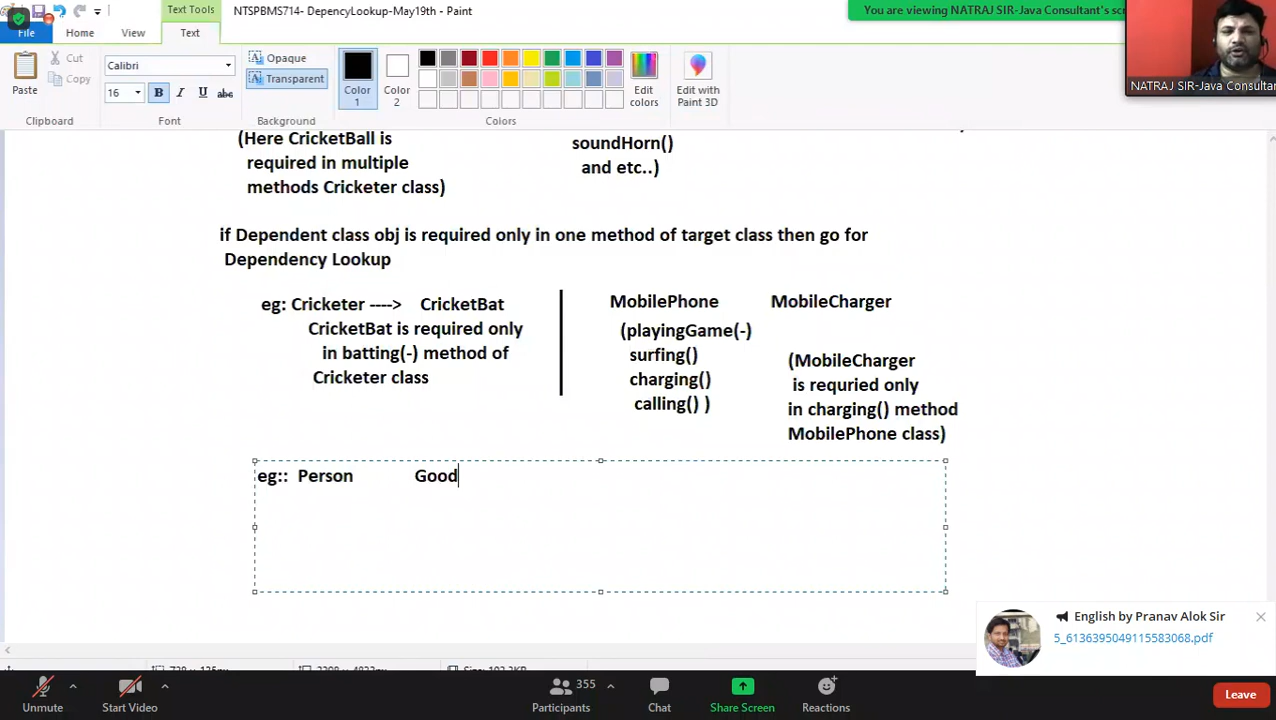 NTSPBMS714- DepencyLookup-May19th - Paint
Text Tools
You are viewing NATRAJ SIR-Java Consultant's scr
File
Home
View
Text
Calibri
16
B
I
U
abc
Opaque
Transparent
Cut
Copy
Paste
Color
1
Color
2
Edit
colors
Edit with
Paint 3D
Clipboard
Font
Background
Colors
NATRAJ SIR-Java Consultan
(Here CricketBall is
required in multiple
methods Cricketer class)
soundHorn()
and etc..)
if Dependent class obj is required only in one method of target class then go for
Dependency Lookup
eg: Cricketer ----> CricketBat
CricketBat is required only
in batting(-) method of
Cricketer class
MobilePhone MobileCharger
(playingGame(-)
surfing()
charging()
calling() )
(MobileCharger
is requried only
in charging() method
MobilePhone class)
eg:: Person Good
English by Pranav Alok Sir
5_6136395049115583068.pdf
Unmute
Start Video
355
Participants
Chat
Share Screen
Reactions
Leave